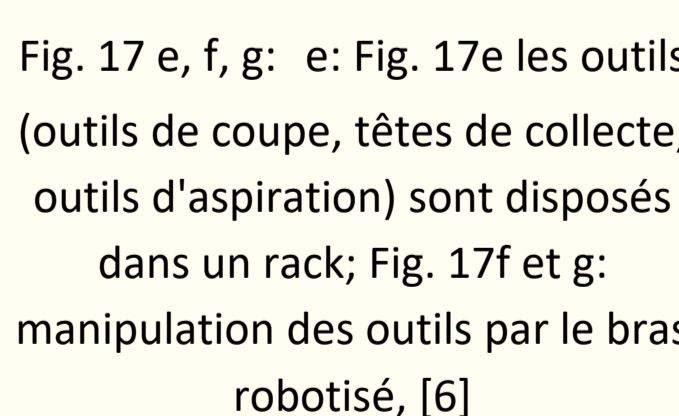 Fig. 17 e, f, g: e: Fig. 17e les outils
(outils de coupe, têtes de collecte,
outils d'aspiration) sont disposés
dans un rack; Fig. 17f et g:
manipulation des outils par le bras
robotisé, [6]